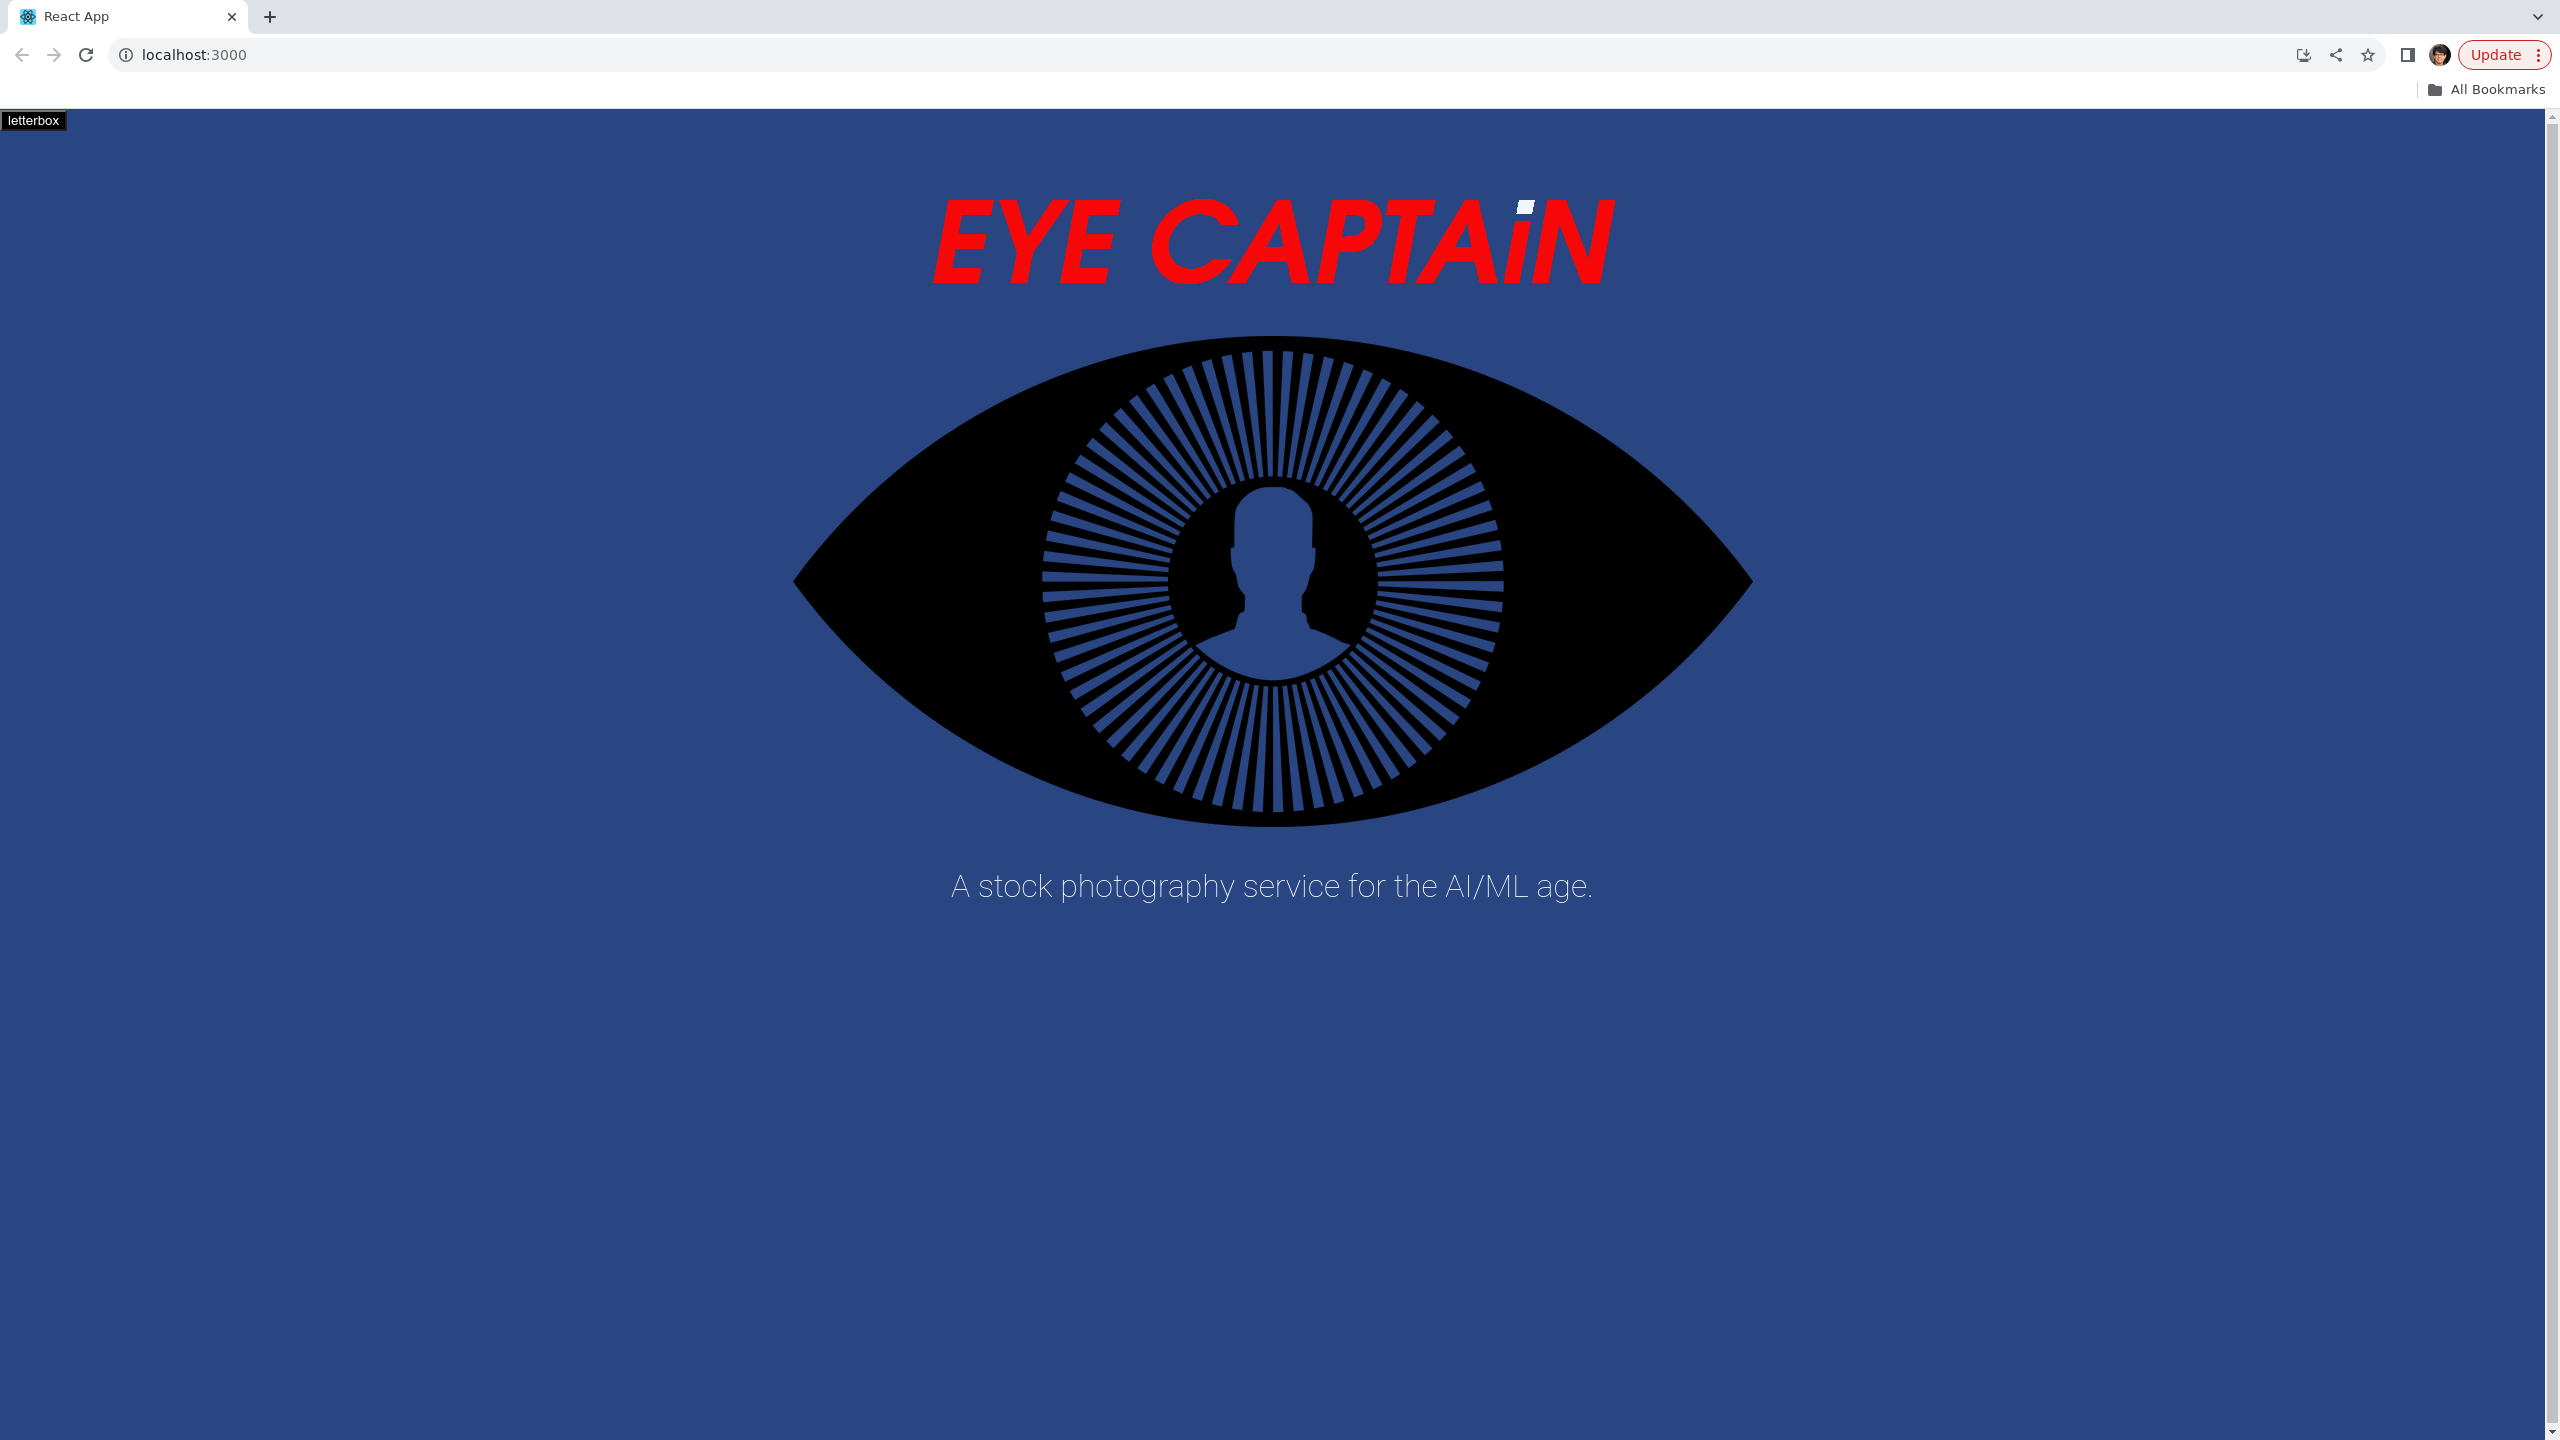 React App
localhost:3000
Update
All Bookmarks
letterbox
EYE CAPTAiN
A stock photography service for the AI/ML age.